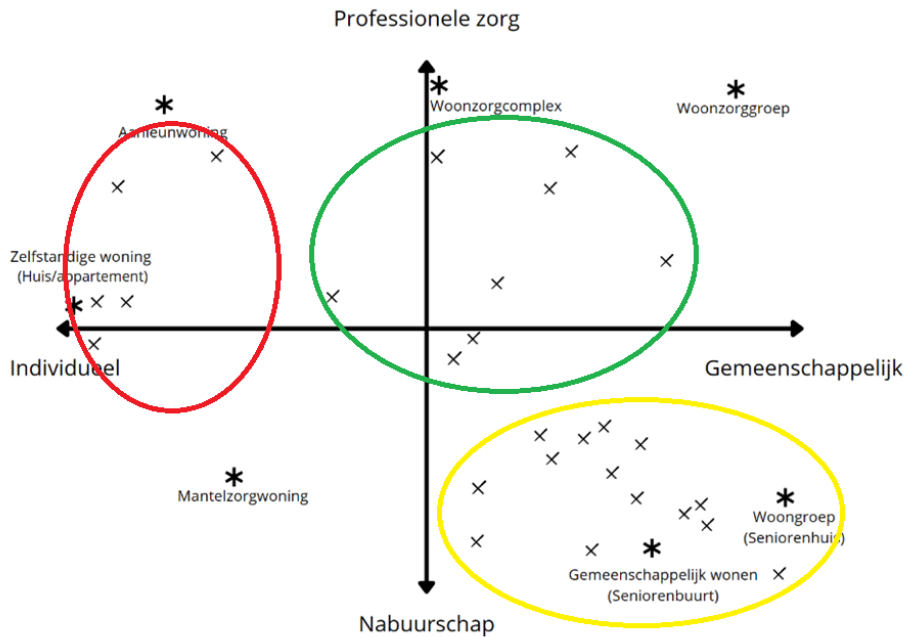 Professionele zorg
Woonzorgcomplex
Woonzorggroep
Aanleunwoning
Zelfstandige woning
(Huis/appartement)
Individueel
Gemeenschappelijk
Mantelzorgwoning
Woongroep
(Seniorenhuis)
Gemeenschappelijk wonen
(Seniorenbuurt)
Nabuurschap